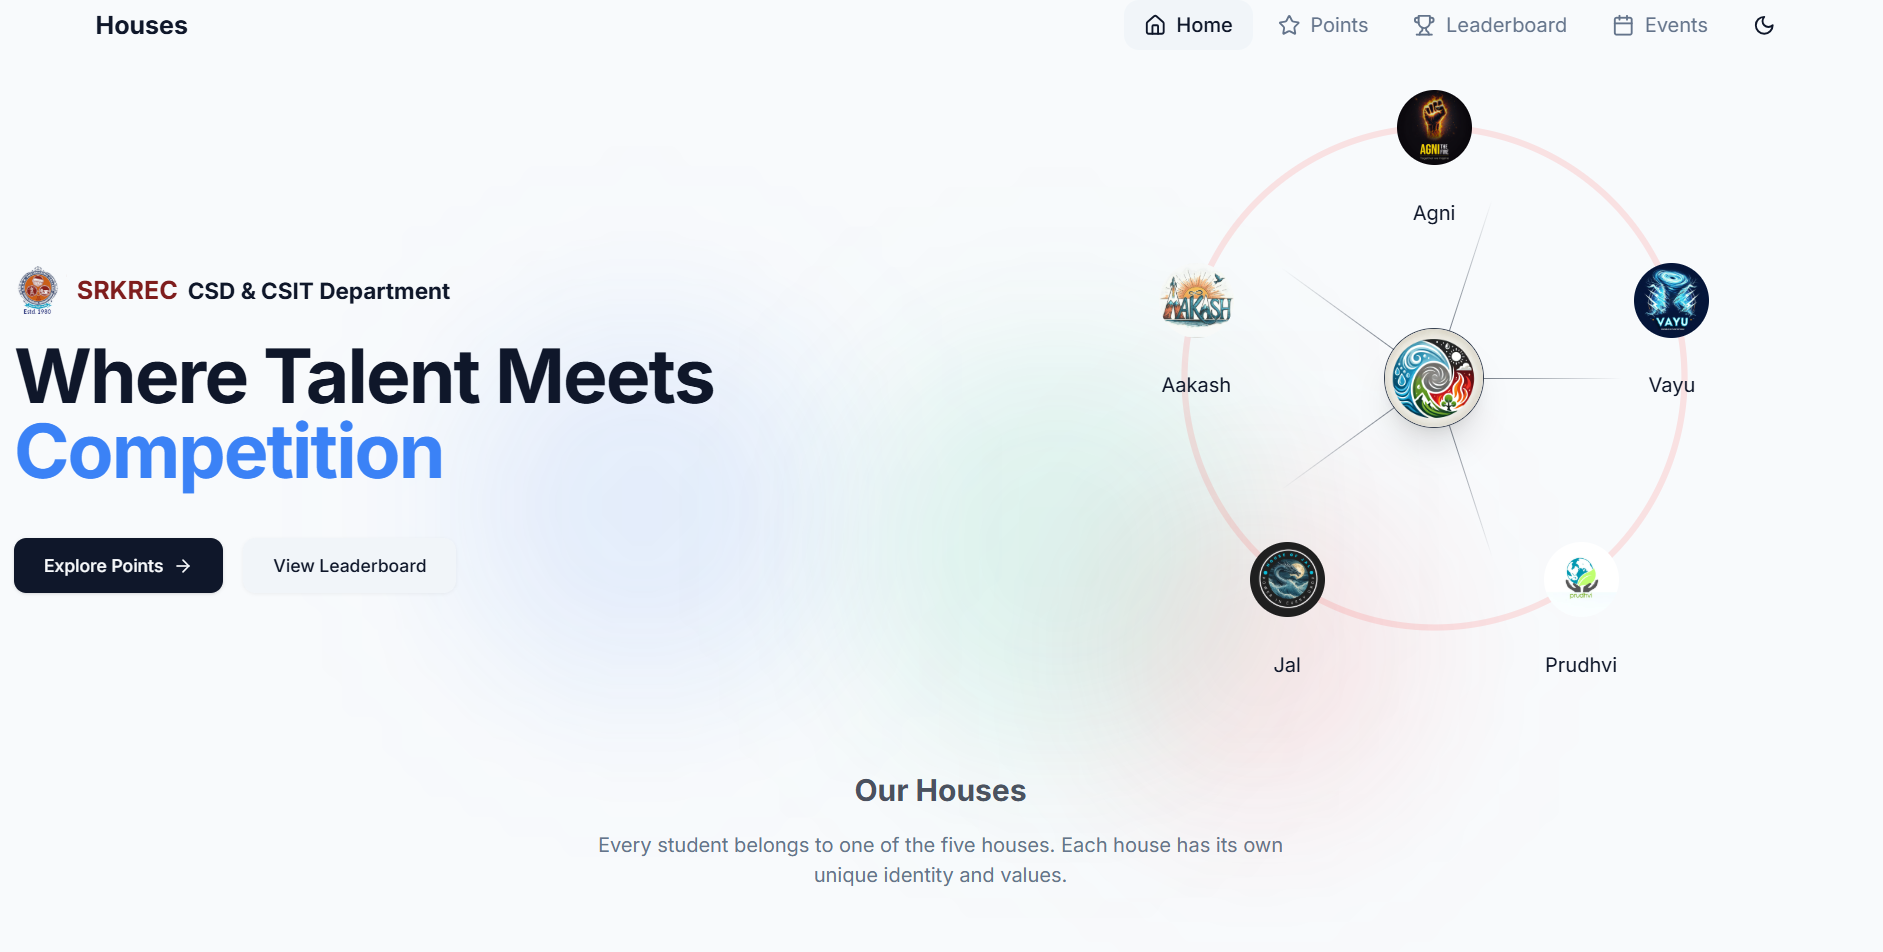 Houses
Home
Points
Leaderboard
Events
AGNI THE FIRE
Agni
SRKREC CSD & CSIT Department
Estd.1980
AAKASH
VAYU
Where Talent Meets
Competition
Aakash
Vayu
Explore Points
View Leaderboard
prudhvi
Jal
Prudhvi
Our Houses
Every student belongs to one of the five houses. Each house has its own
unique identity and values.